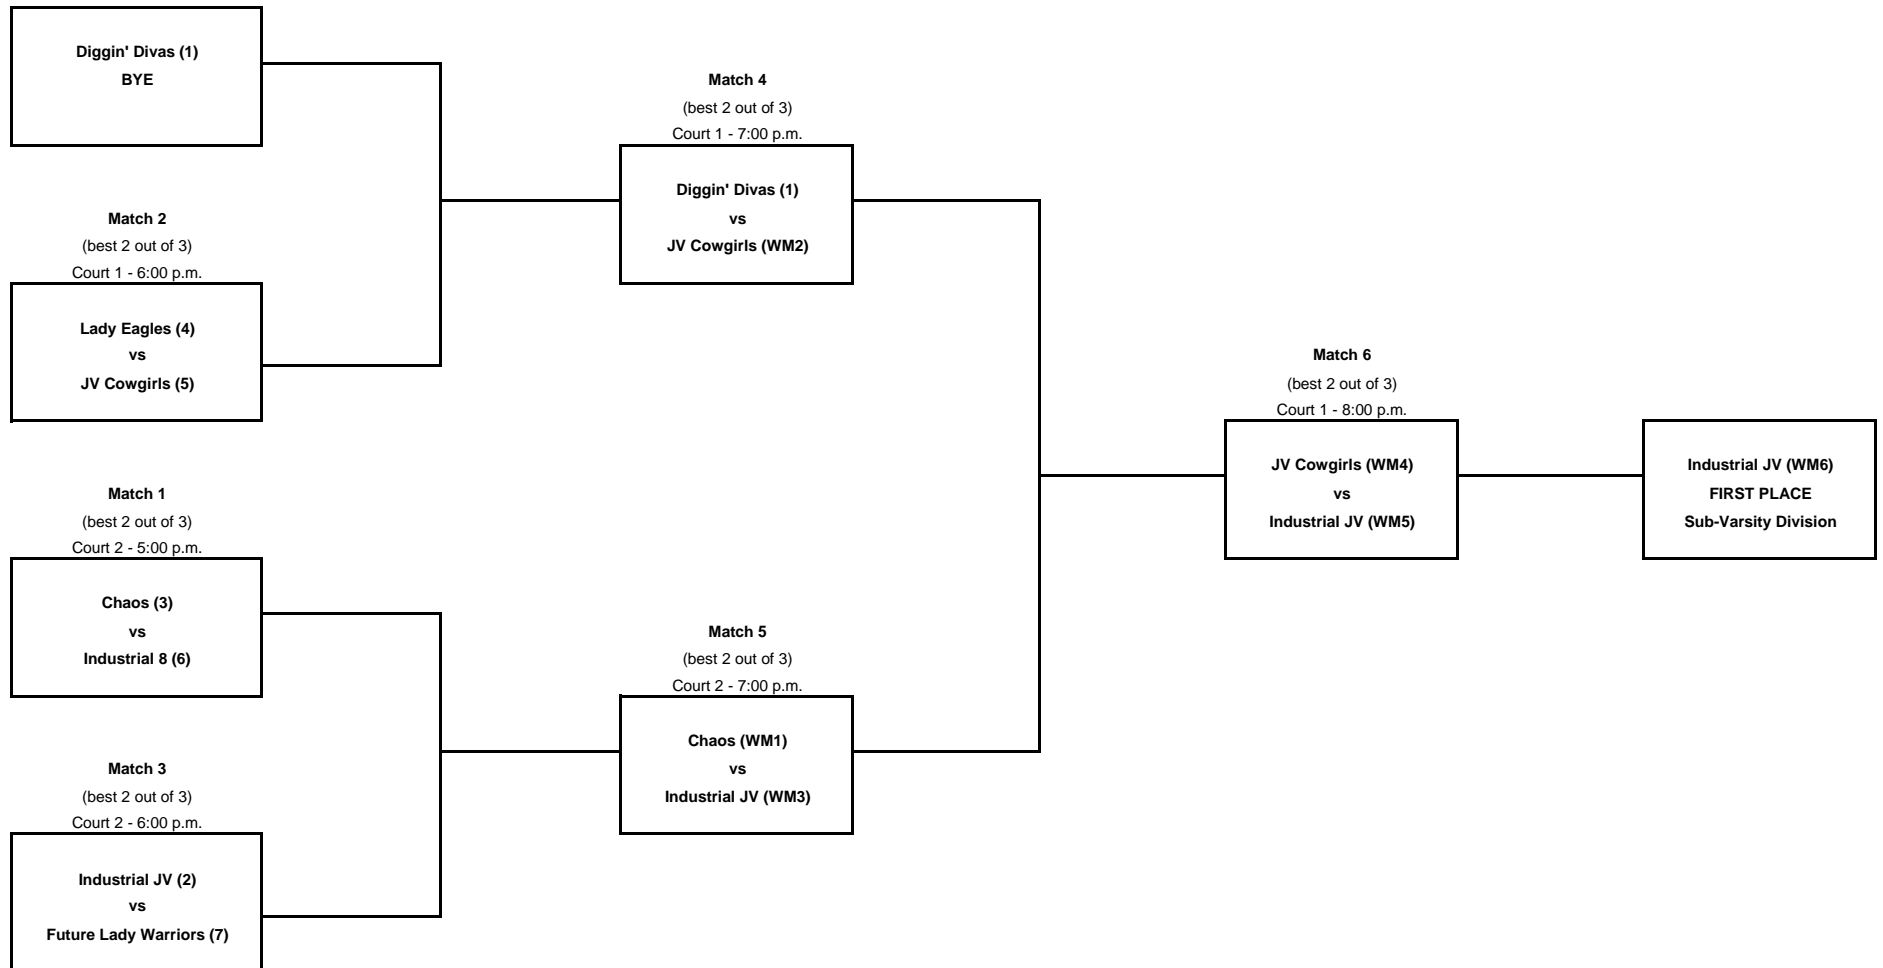 Diggin' Divas (1)
BYE
Match 2
(best 2 out of 3)
Court 1 - 6:00 p.m.
Lady Eagles (4)
vs
JV Cowgirls (5)
Match 1
(best 2 out of 3)
Court 2 - 5:00 p.m.
Chaos (3)
vs
Industrial 8 (6)
Match 3
(best 2 out of 3)
Court 2 - 6:00 p.m.
Industrial JV (2)
vs
Future Lady Warriors (7)
Match 4
(best 2 out of 3)
Court 1 - 7:00 p.m.
Diggin' Divas (1)
vs
JV Cowgirls (WM2)
Match 5
(best 2 out of 3)
Court 2 - 7:00 p.m.
Chaos (WM1)
vs
Industrial JV (WM3)
Match 6
(best 2 out of 3)
Court 1 - 8:00 p.m.
JV Cowgirls (WM4)
vs
Industrial JV (WM5)
Industrial JV (WM6)
FIRST PLACE
Sub-Varsity Division